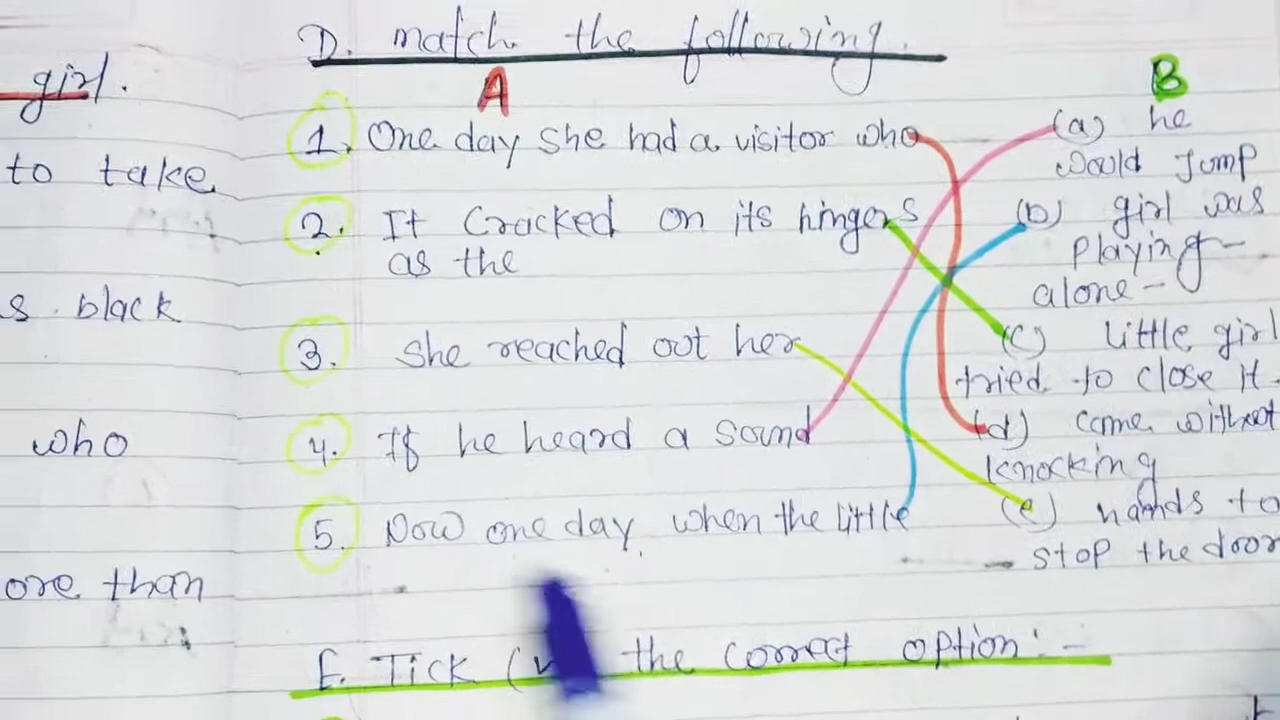 girl.
to take
s black
who
ore than
D. match the following.
A
B
1. One day she had a visitor who
2. It Cracked on its hingers
as the
3. She reached out her
4. If he heard a sound
5. Now one day when the little
(a) he
would Jump
(b) girl was
Playing
alone -
(c) little girl
tried to close it -
(d) came without
knocking
(e) hands to
stop the door
E. Tick ( the correct option :-